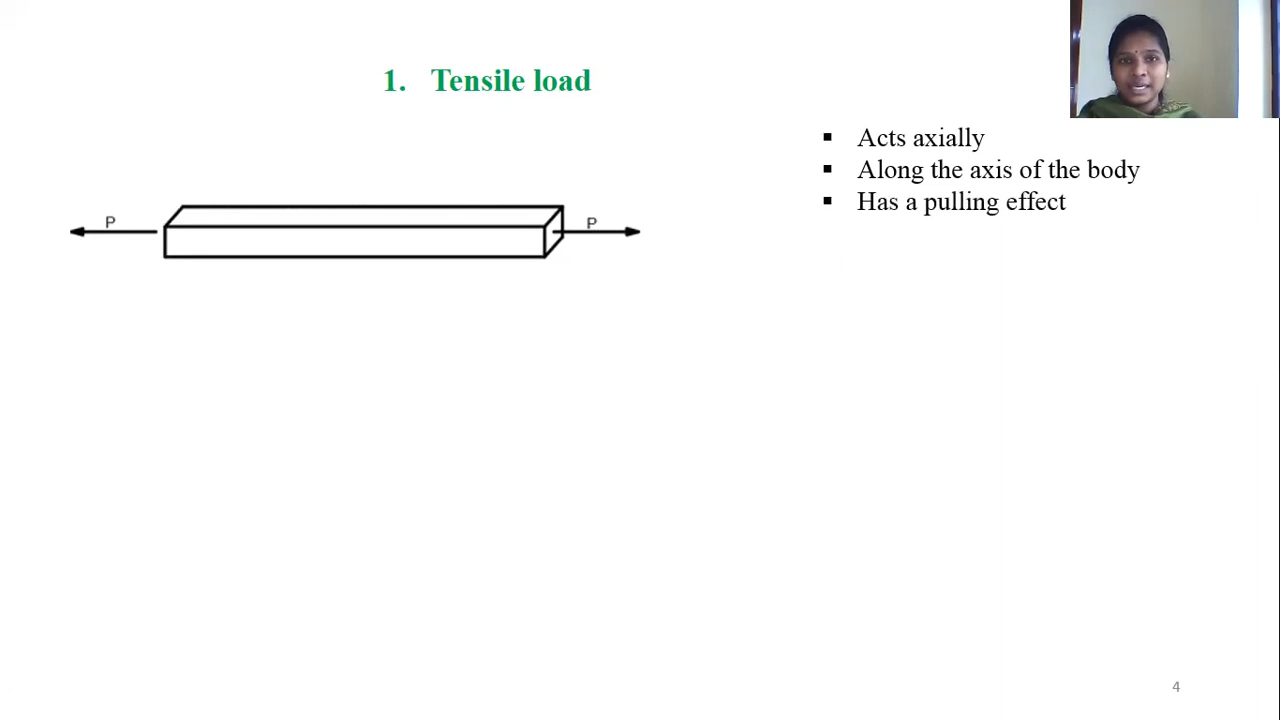 1. Tensile load
▪ Acts axially
▪ Along the axis of the body
▪ Has a pulling effect
P
P
4